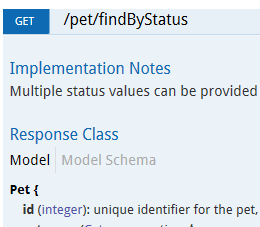 GET /pet/findByStatus
Implementation Notes
Multiple status values can be provided
Response Class
Model Model Schema
Pet {
id (integer): unique identifier for the pet,